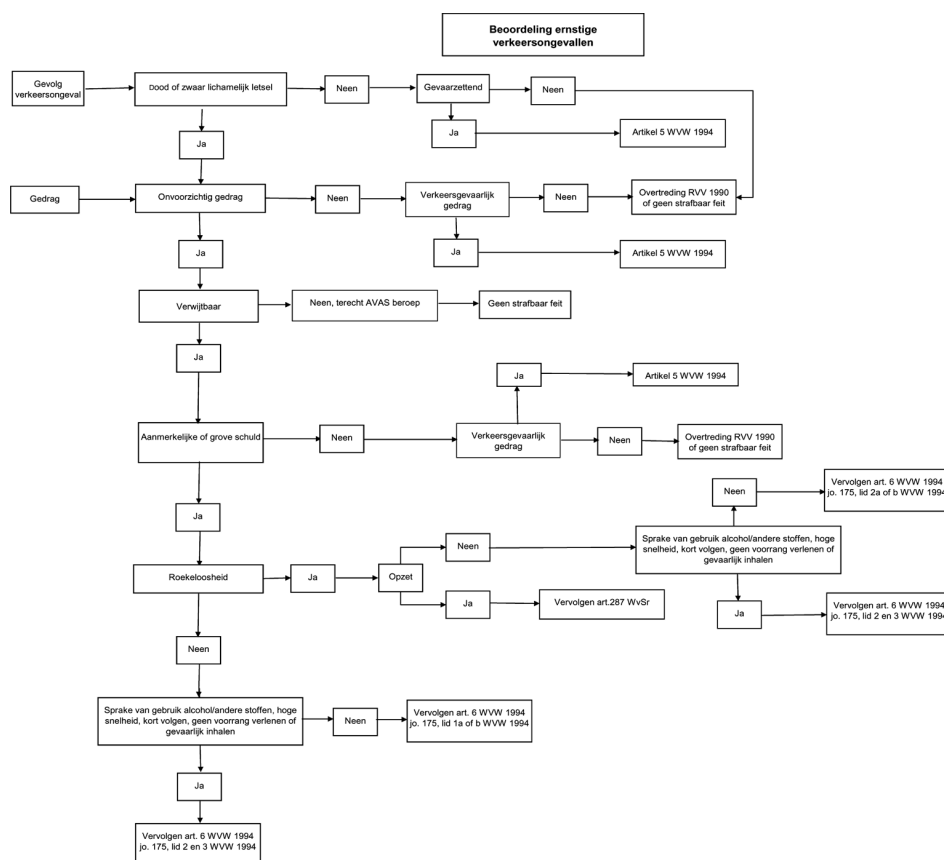 Beoordeling ernstige
verkeersongevallen
Gevolg
verkeersongeval
Dood of zwaar lichamelijk letsel
Neen
Gevaarzettend
Neen
Ja
Ja
Artikel 5 WVW 1994
Gedrag
Onvoorzichtig gedrag
Neen
Verkeersgevaarlijk
gedrag
Neen
Overtreding RVV 1990
of geen strafbaar feit
Ja
Ja
Artikel 5 WVW 1994
Verwijtbaar
Neen, terecht AVAS beroep
Geen strafbaar feit
Ja
Ja
Artikel 5 WVW 1994
Aanmerkelijke of grove schuld
Neen
Verkeersgevaarlijk
gedrag
Neen
Overtreding RVV 1990
of geen strafbaar feit
Ja
Neen
Vervolgen art. 6 WVW 1994
jo. 175, lid 2a of b WVW 1994
Neen
Sprake van gebruik alcohol/andere stoffen, hoge
snelheid, kort volgen, geen voorrang verlenen of
gevaarlijk inhalen
Roekeloosheid
Ja
Opzet
Ja
Vervolgen art.287 WvSr
Ja
Vervolgen art. 6 WVW 1994
jo. 175, lid 2 en 3 WVW 1994
Neen
Sprake van gebruik alcohol/andere stoffen, hoge
snelheid, kort volgen, geen voorrang verlenen of
gevaarlijk inhalen
Neen
Vervolgen art. 6 WVW 1994
jo. 175, lid 1a of b WVW 1994
Ja
Vervolgen art. 6 WVW 1994
jo. 175, lid 2 en 3 WVW 1994